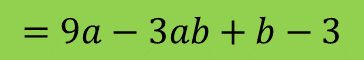 = 9a − 3ab + b − 3